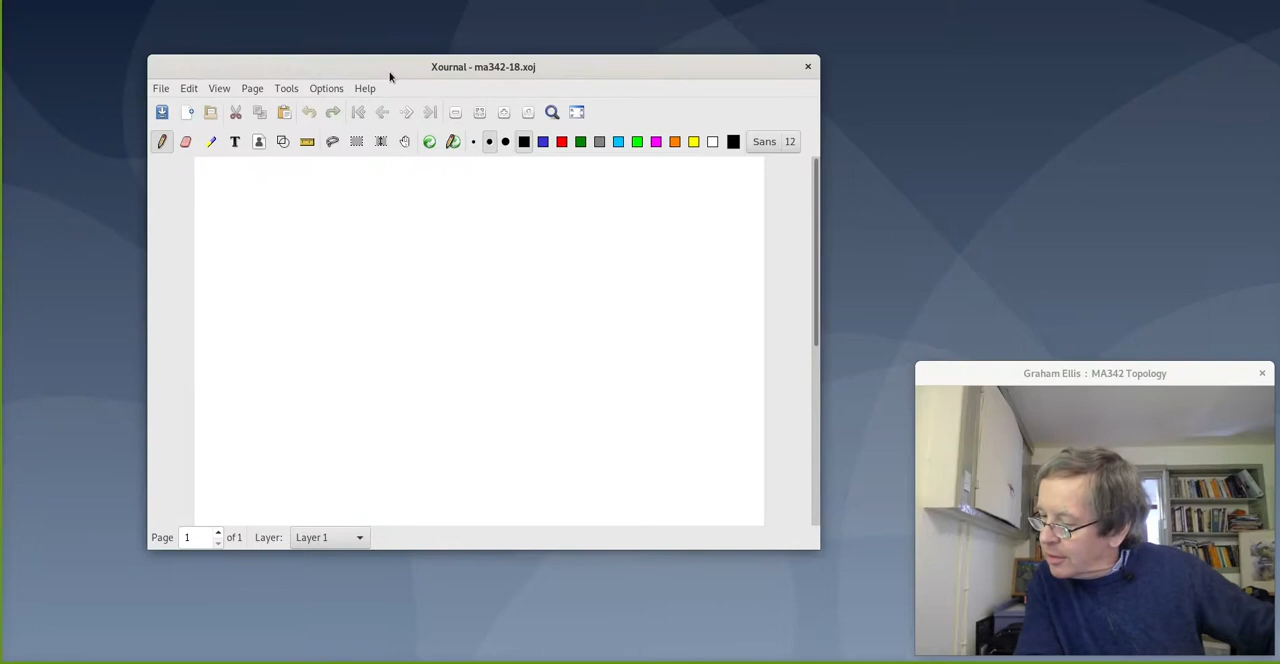 Xournal - ma342-18.xoj
File Edit View Page Tools Options Help
T Sans 12
Page 1 of 1 Layer: Layer 1
Graham Ellis : MA342 Topology